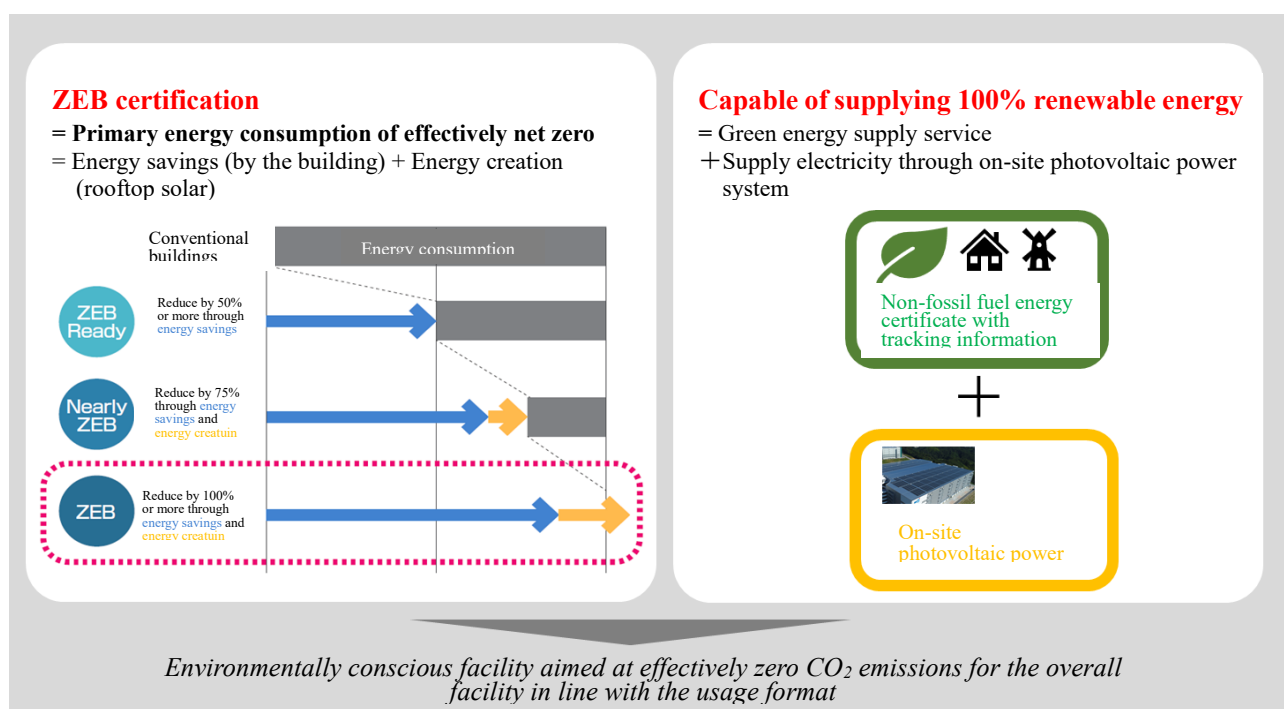 ZEB certification
= Primary energy consumption of effectively net zero
= Energy savings (by the building) + Energy creation
(rooftop solar)
Conventional
buildings
Energy consumption
ZEB
Ready
Reduce by 50%
or more through
energy savings
Nearly
ZEB
Reduce by 75%
through energy
savings and
energy creatuin
ZEB
Reduce by 100%
or more through
energy savings and
energy creatuin
Capable of supplying 100% renewable energy
= Green energy supply service
+Supply electricity through on-site photovoltaic power
system
Non-fossil fuel energy
certificate with
tracking information
+
On-site
photovoltaic power
Environmentally conscious facility aimed at effectively zero CO₂ emissions for the overall
facility in line with the usage format